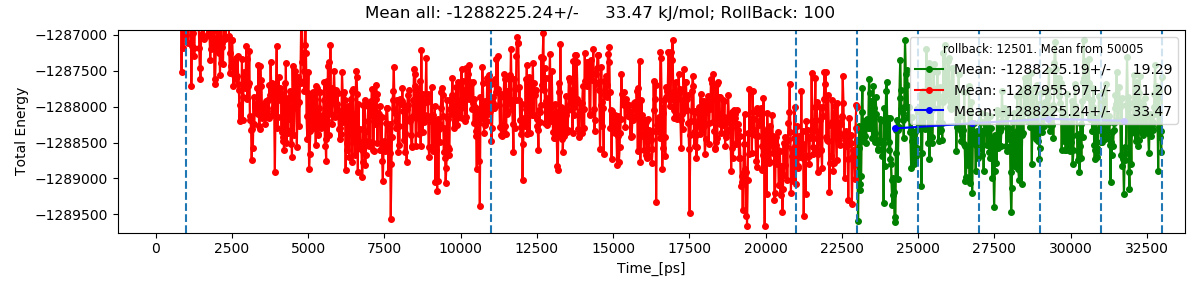 Mean all: -1288225.24+/- 33.47 kJ/mol; RollBack: 100
−1287000
−1287500
−1288000
−1288500
−1289000
−1289500
Total Energy
rollback: 12501. Mean from 50005
Mean: -1288225.19+/- 19.29
Mean: -1287955.97+/- 21.20
Mean: -1288225.24+/- 33.47
0 2500 5000 7500 10000 12500 15000 17500 20000 22500 25000 27500 30000 32500
Time_[ps]